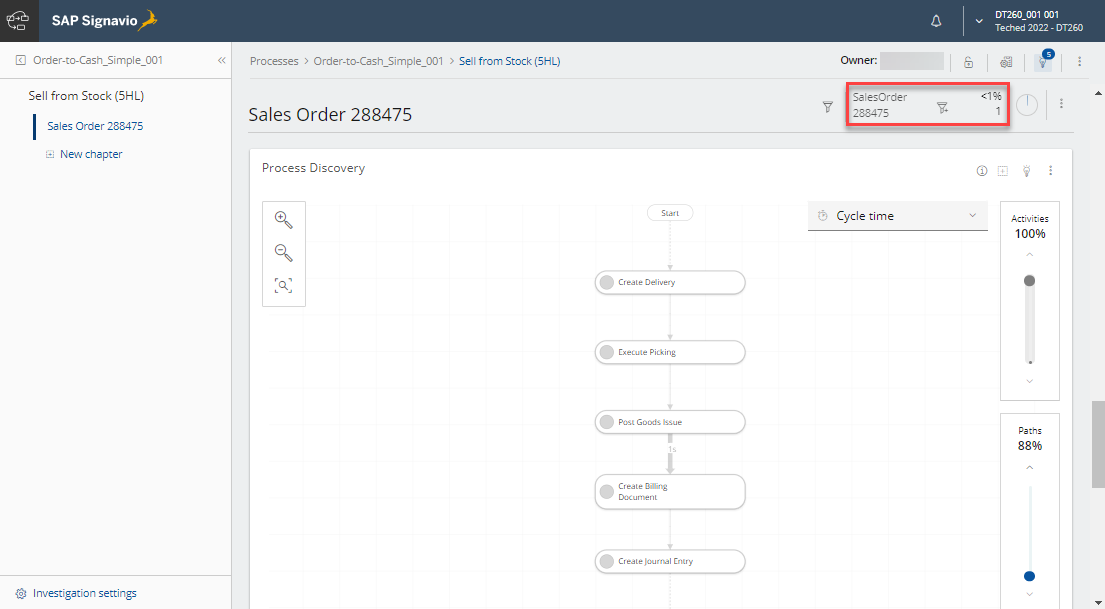 SAP Signavio
DT260_001 001
Teched 2022 - DT260
Order-to-Cash_Simple_001 «
Processes > Order-to-Cash_Simple_001 > Sell from Stock (5HL)
Owner:
5
Sell from Stock (5HL)
Sales Order 288475
New chapter
Sales Order 288475
SalesOrder
288475
<1%
1
Process Discovery
Start
Cycle time
Create Delivery
Execute Picking
Post Goods Issue
1s
Create Billing
Document
Create Journal Entry
Activities
100%
Paths
88%
Investigation settings